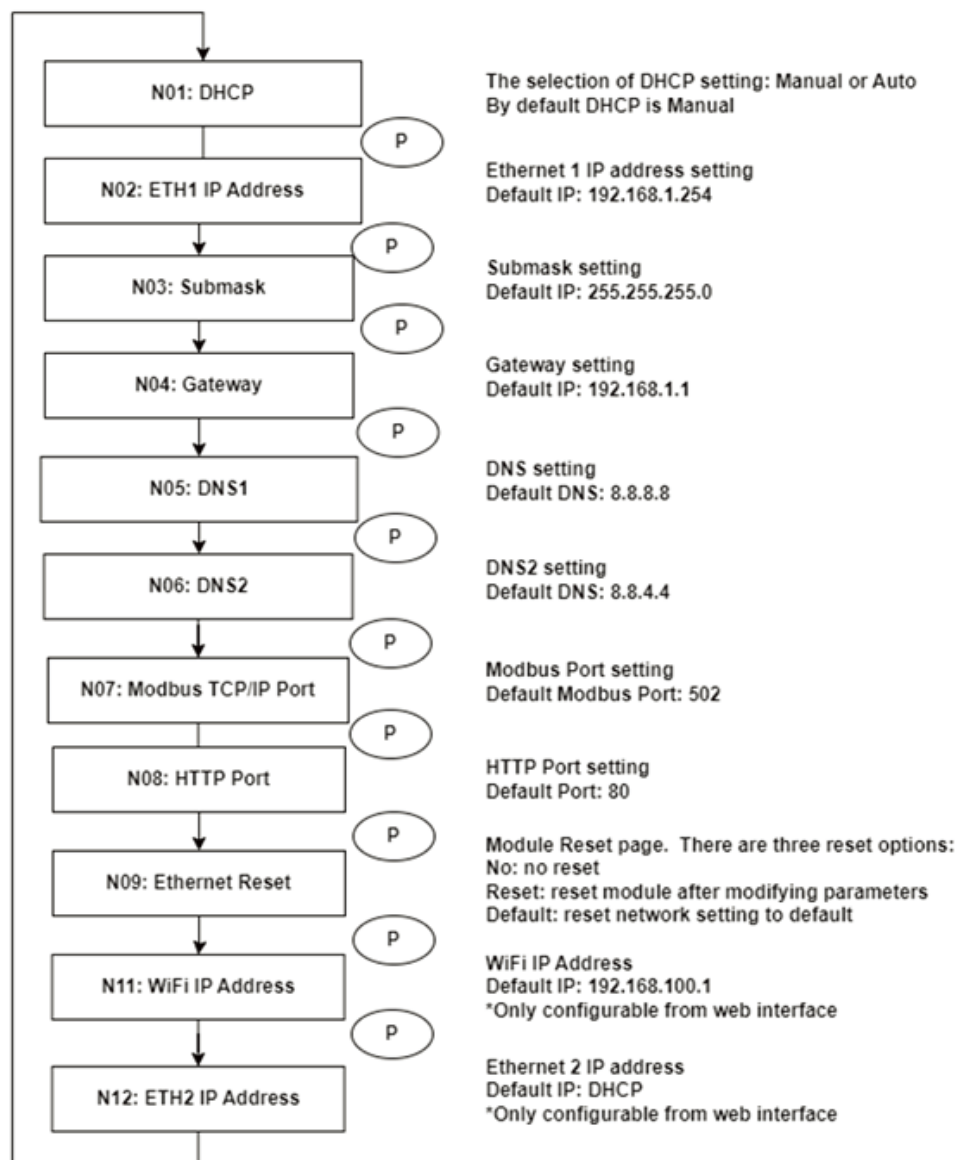 N01: DHCP
The selection of DHCP setting: Manual or Auto
By default DHCP is Manual
P
N02: ETH1 IP Address
Ethernet 1 IP address setting
Default IP: 192.168.1.254
P
N03: Submask
Submask setting
Default IP: 255.255.255.0
P
N04: Gateway
Gateway setting
Default IP: 192.168.1.1
P
N05: DNS1
DNS setting
Default DNS: 8.8.8.8
P
N06: DNS2
DNS2 setting
Default DNS: 8.8.4.4
P
N07: Modbus TCP/IP Port
Modbus Port setting
Default Modbus Port: 502
P
N08: HTTP Port
HTTP Port setting
Default Port: 80
P
N09: Ethernet Reset
Module Reset page. There are three reset options:
No: no reset
Reset: reset module after modifying parameters
Default: reset network setting to default
P
N11: WiFi IP Address
WiFi IP Address
Default IP: 192.168.100.1
*Only configurable from web interface
P
N12: ETH2 IP Address
Ethernet 2 IP address
Default IP: DHCP
*Only configurable from web interface